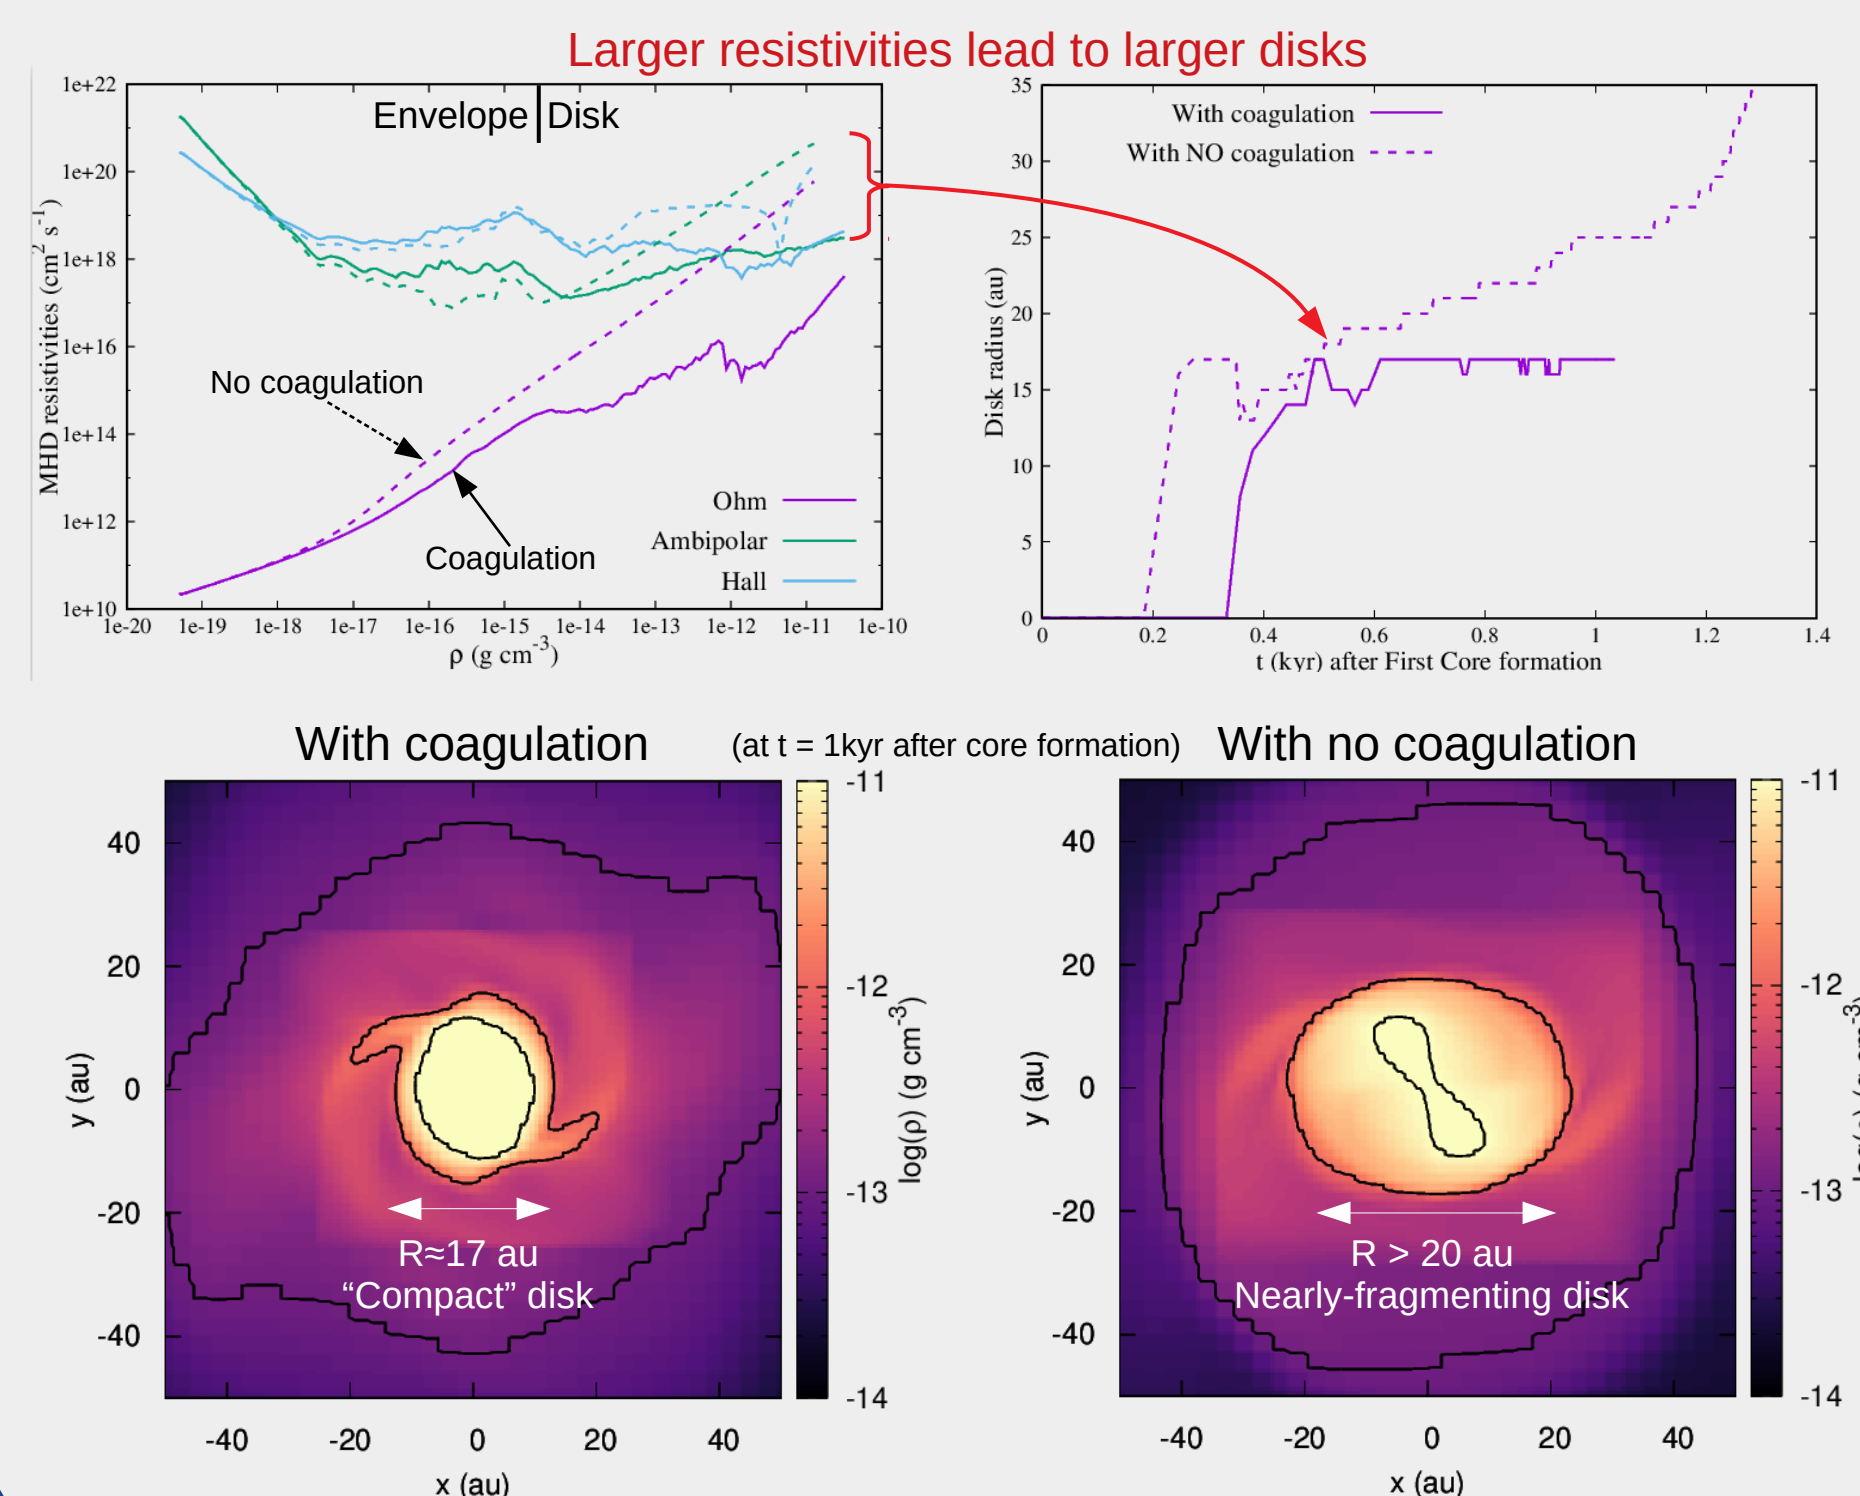 Larger resistivities lead to larger disks
1e+22
1e+20
1e+18
1e+16
1e+14
1e+12
1e+10
MHD resistivities (cm² s⁻¹)
Envelope | Disk
No coagulation
Coagulation
Ohm
Ambipolar
Hall
1e-20 1e-19 1e-18 1e-17 1e-16 1e-15 1e-14 1e-13 1e-12 1e-11 1e-10
ρ (g cm⁻³)
35
30
25
20
15
10
5
0
Disk radius (au)
With coagulation
With NO coagulation
0 0.2 0.4 0.6 0.8 1 1.2 1.4
t (kyr) after First Core formation
With coagulation
(at t = 1kyr after core formation)
With no coagulation
40
20
0
-20
-40
y (au)
R≈17 au
“Compact” disk
-40 -20 0 20 40
x (au)
-11
-12
-13
-14
log(ρ) (g cm⁻³)
40
20
0
-20
-40
y (au)
R > 20 au
Nearly-fragmenting disk
-40 -20 0 20 40
x (au)
-11
-12
-13
-14